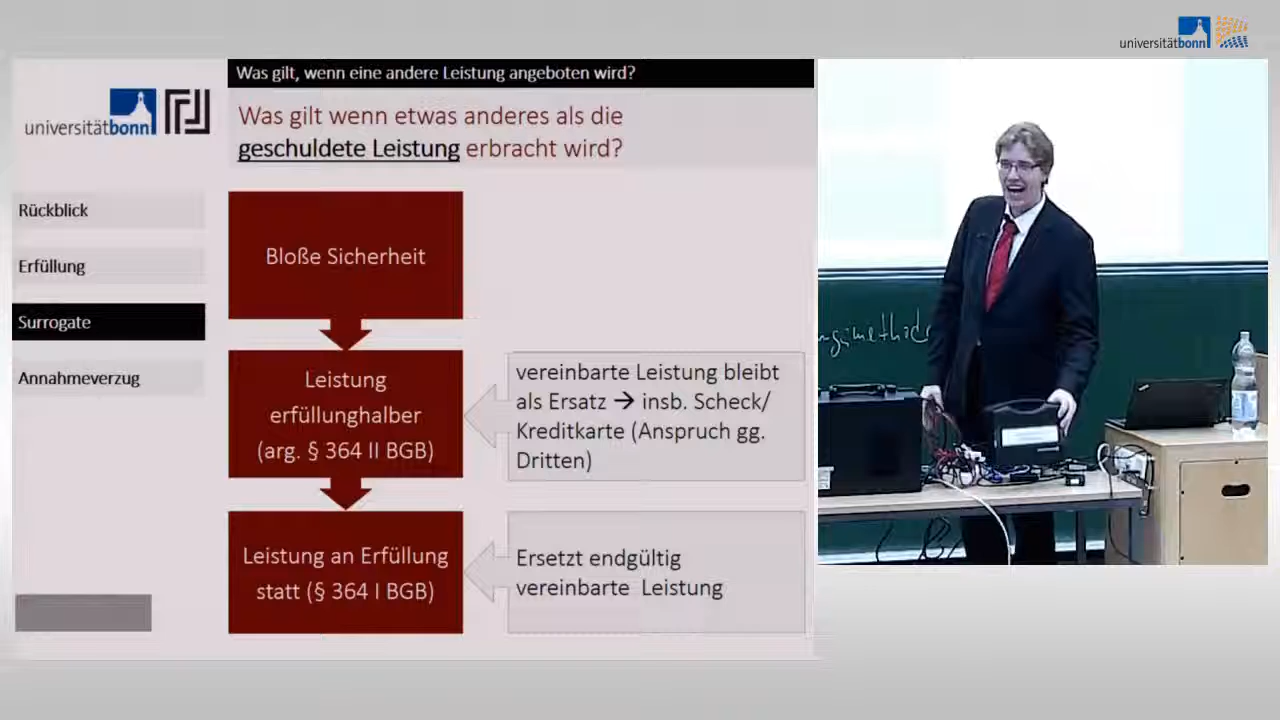 universitätbonn
Was gilt, wenn eine andere Leistung angeboten wird?
universitätbonn
Was gilt wenn etwas anderes als die
geschuldete Leistung erbracht wird?
Rückblick
Erfüllung
Surrogate
Annahmeverzug
Bloße Sicherheit
Leistung
erfüllunghalber
(arg. § 364 II BGB)
vereinbarte Leistung bleibt
als Ersatz → insb. Scheck/
Kreditkarte (Anspruch gg.
Dritten)
Leistung an Erfüllung
statt (§ 364 I BGB)
Ersetzt endgültig
vereinbarte Leistung